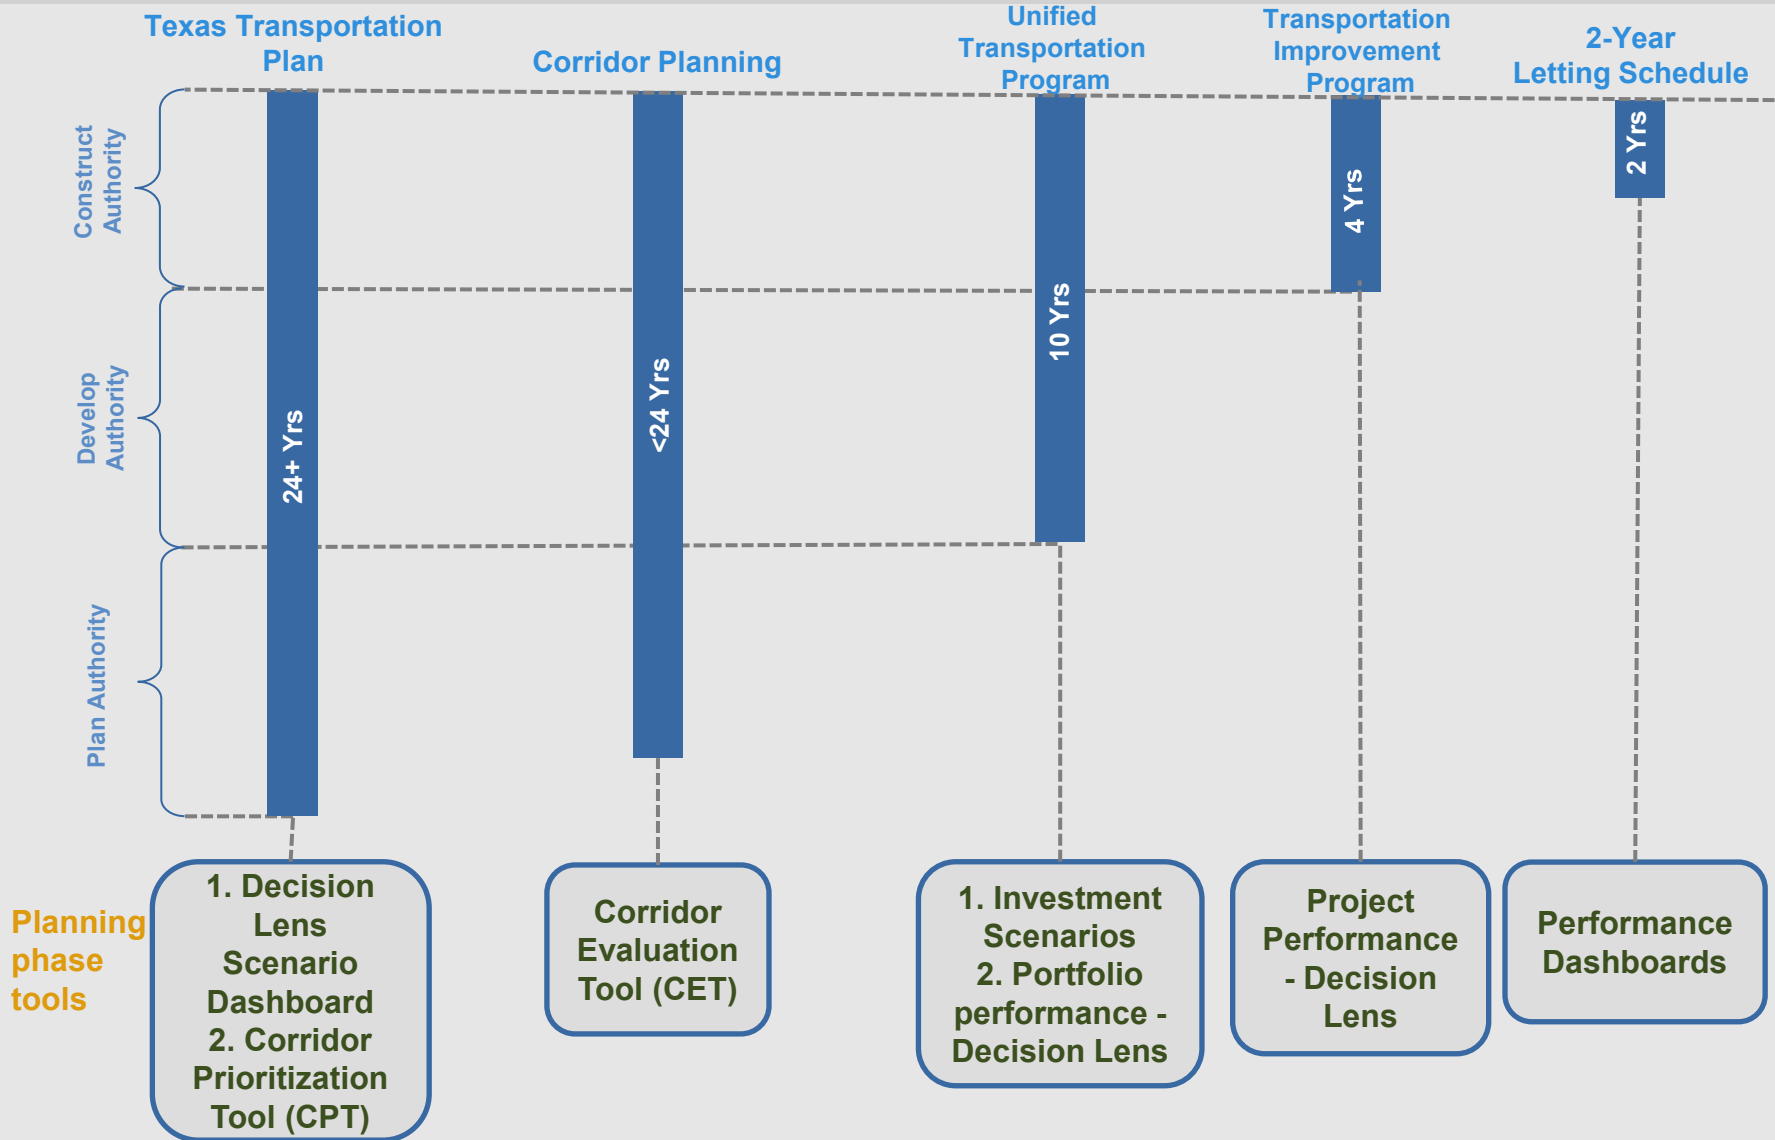 Texas Transportation
Plan
Corridor Planning
Unified
Transportation
Program
Transportation
Improvement
Program
2-Year
Letting Schedule
Construct
Authority
Develop
Authority
Plan Authority
24+ Yrs
<24 Yrs
10 Yrs
4 Yrs
2 Yrs
Planning
phase
tools
1. Decision
Lens
Scenario
Dashboard
2. Corridor
Prioritization
Tool (CPT)
Corridor
Evaluation
Tool (CET)
1. Investment
Scenarios
2. Portfolio
performance -
Decision Lens
Project
Performance
- Decision
Lens
Performance
Dashboards